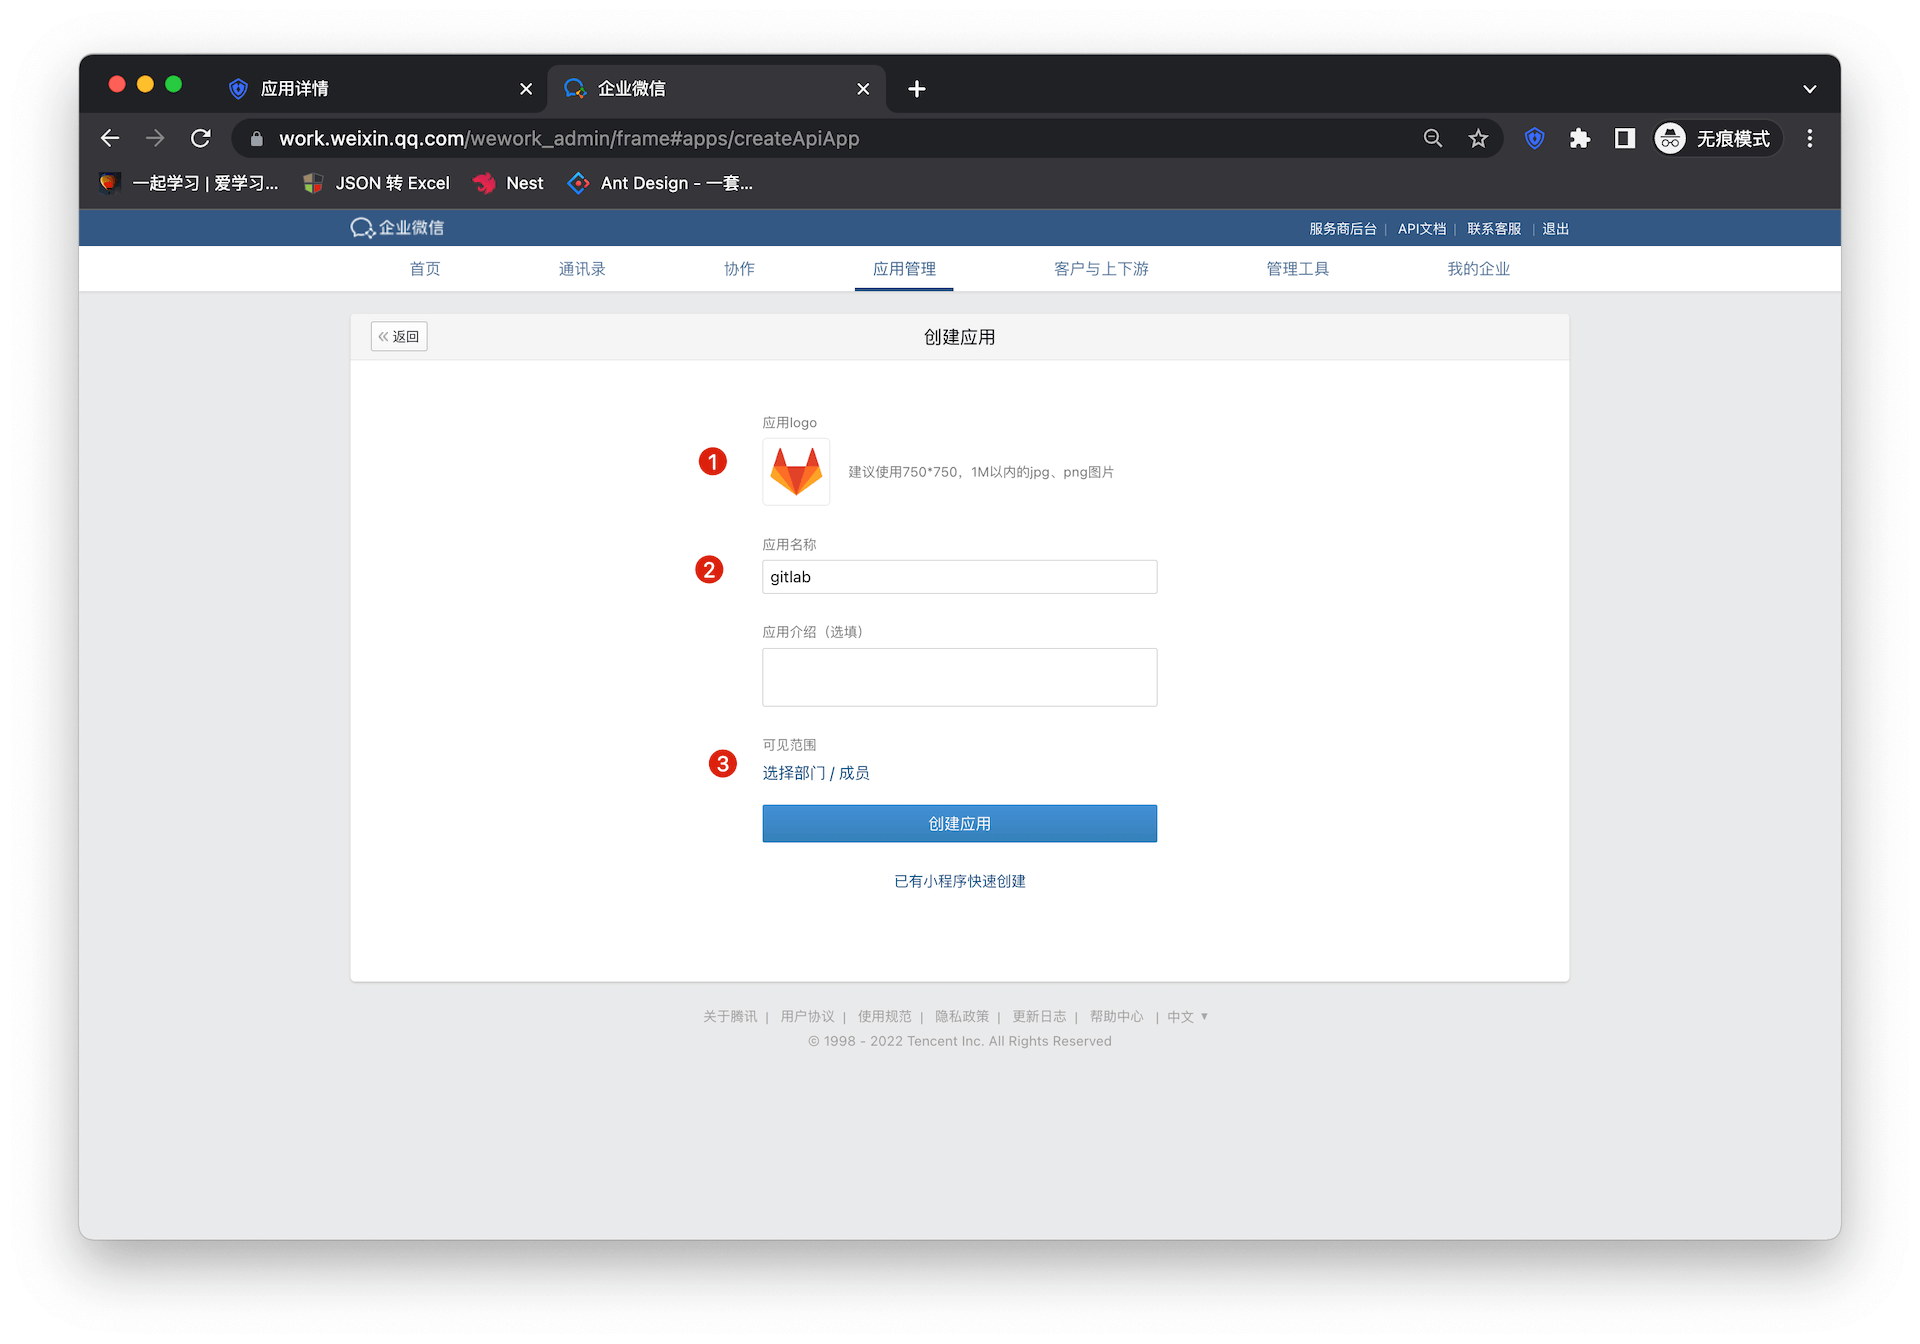 应用详情
企业微信
work.weixin.qq.com/wework_admin/frame#apps/createApiApp
无痕模式
一起学习 | 爱学习...
JSON 转 Excel
Nest
Ant Design - 一套...
企业微信
服务商后台 | API文档 | 联系客服 | 退出
首页
通讯录
协作
应用管理
客户与上下游
管理工具
我的企业
« 返回
创建应用
应用logo
1
建议使用750*750，1M以内的jpg、png图片
应用名称
2
gitlab
应用介绍（选填）
可见范围
3
选择部门 / 成员
创建应用
已有小程序快速创建
关于腾讯 | 用户协议 | 使用规范 | 隐私政策 | 更新日志 | 帮助中心 | 中文 ▼
© 1998 - 2022 Tencent Inc. All Rights Reserved